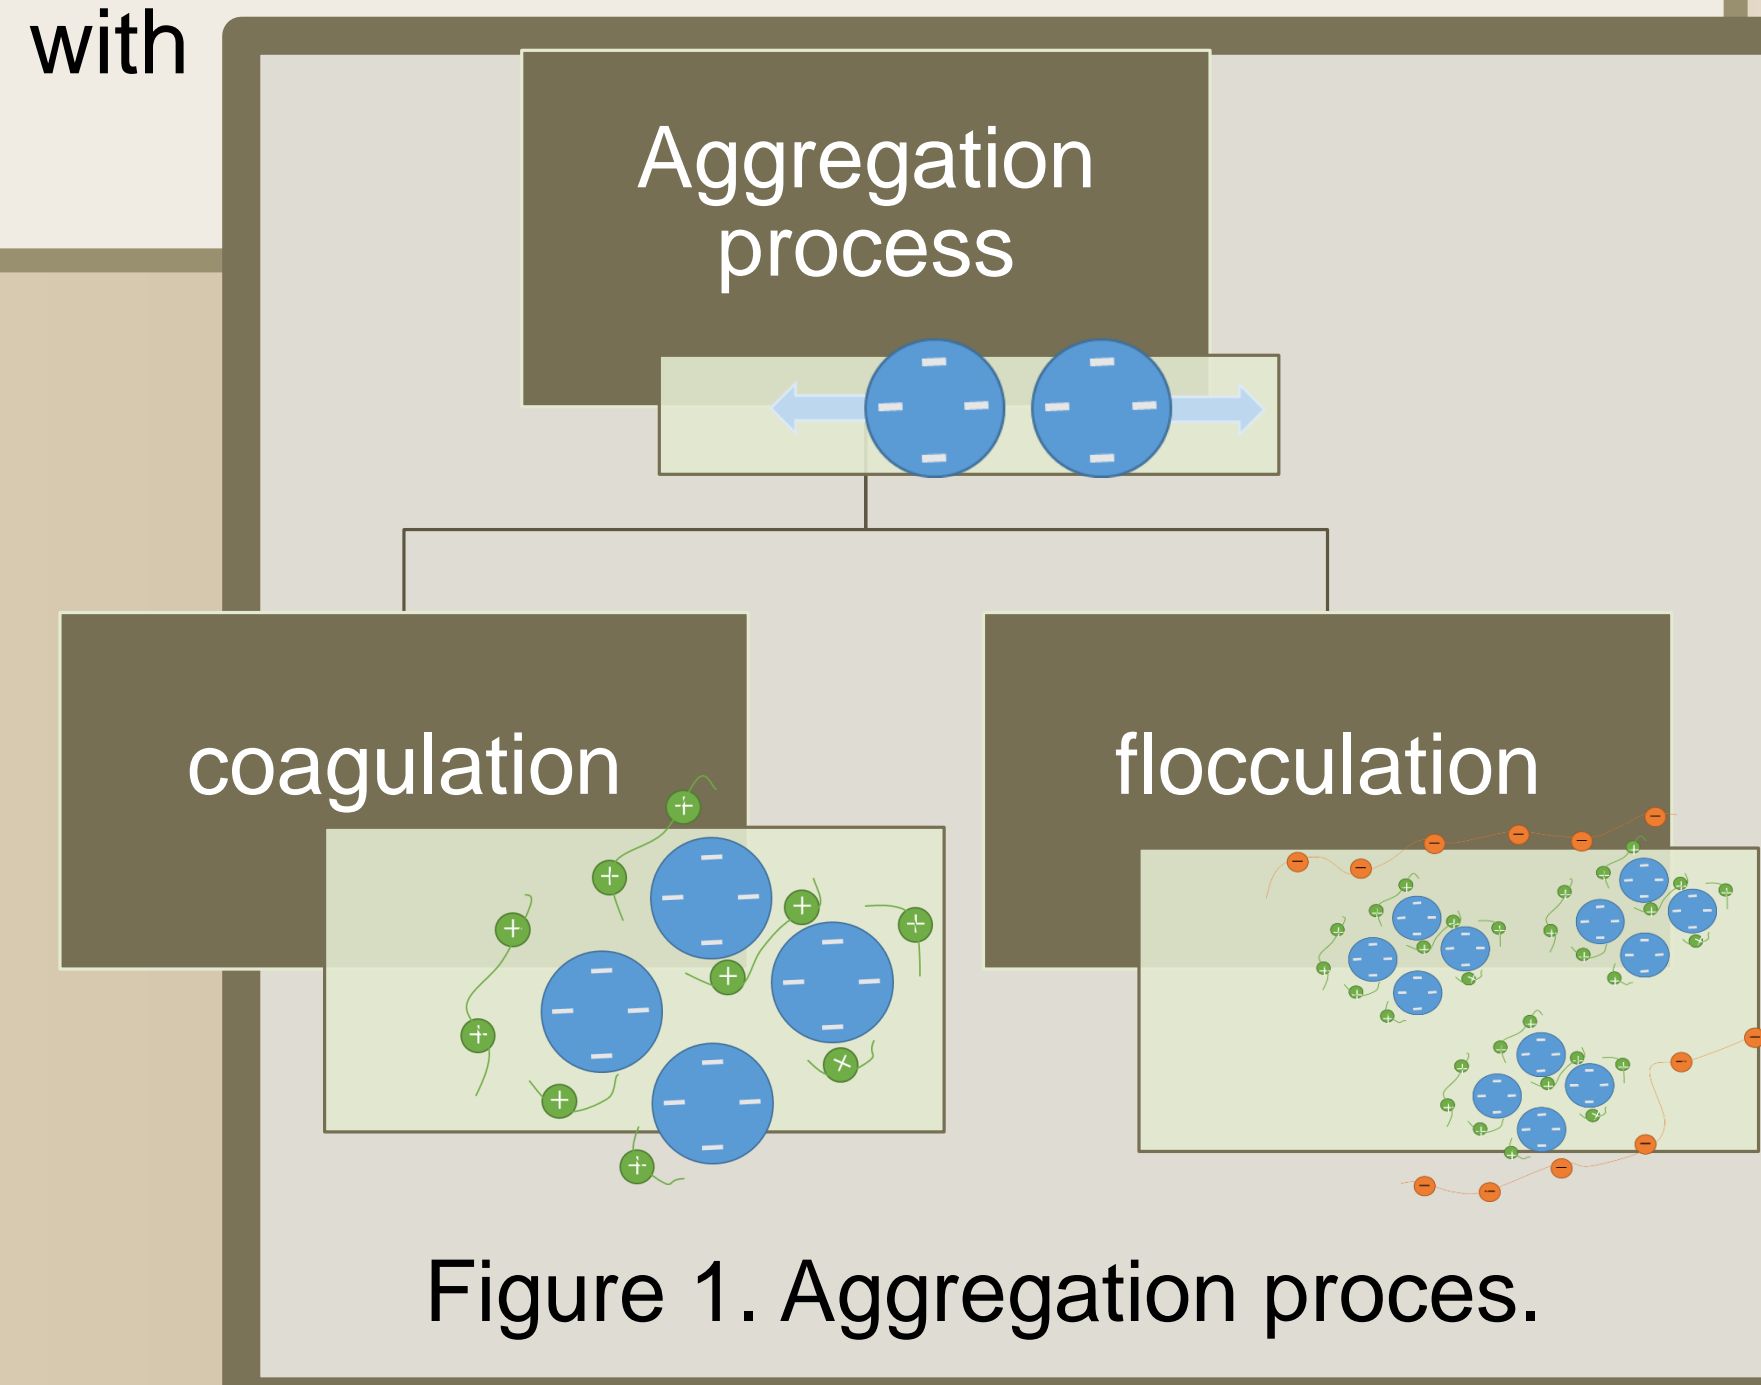 with
Aggregation
process
coagulation
flocculation
Figure 1. Aggregation proces.